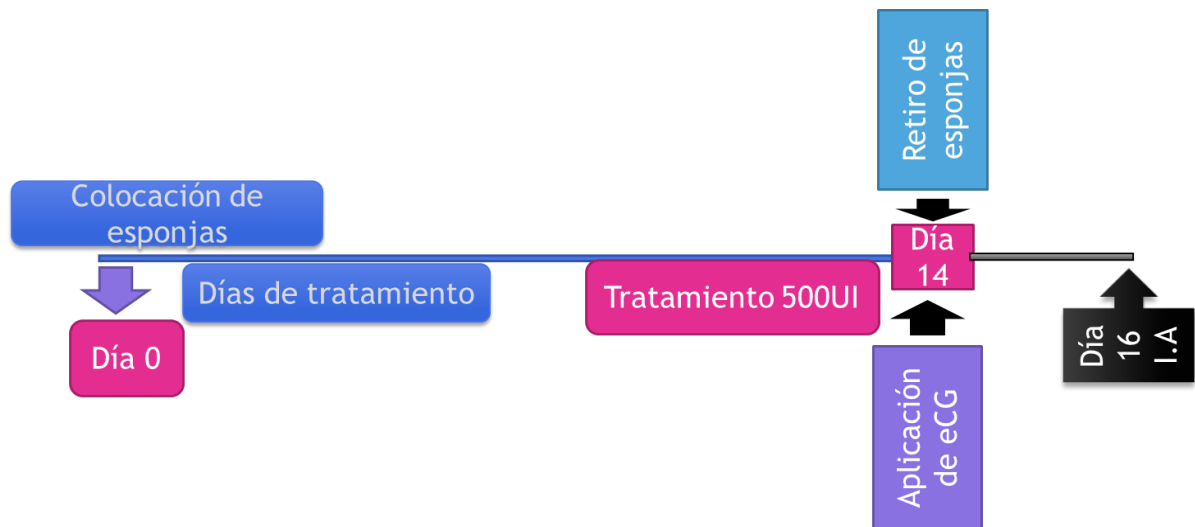 Retiro de
esponjas
Colocación de
esponjas
Día
14
Días de tratamiento
Tratamiento 500UI
Día 0
Día
16
I.A
Aplicación
de eCG